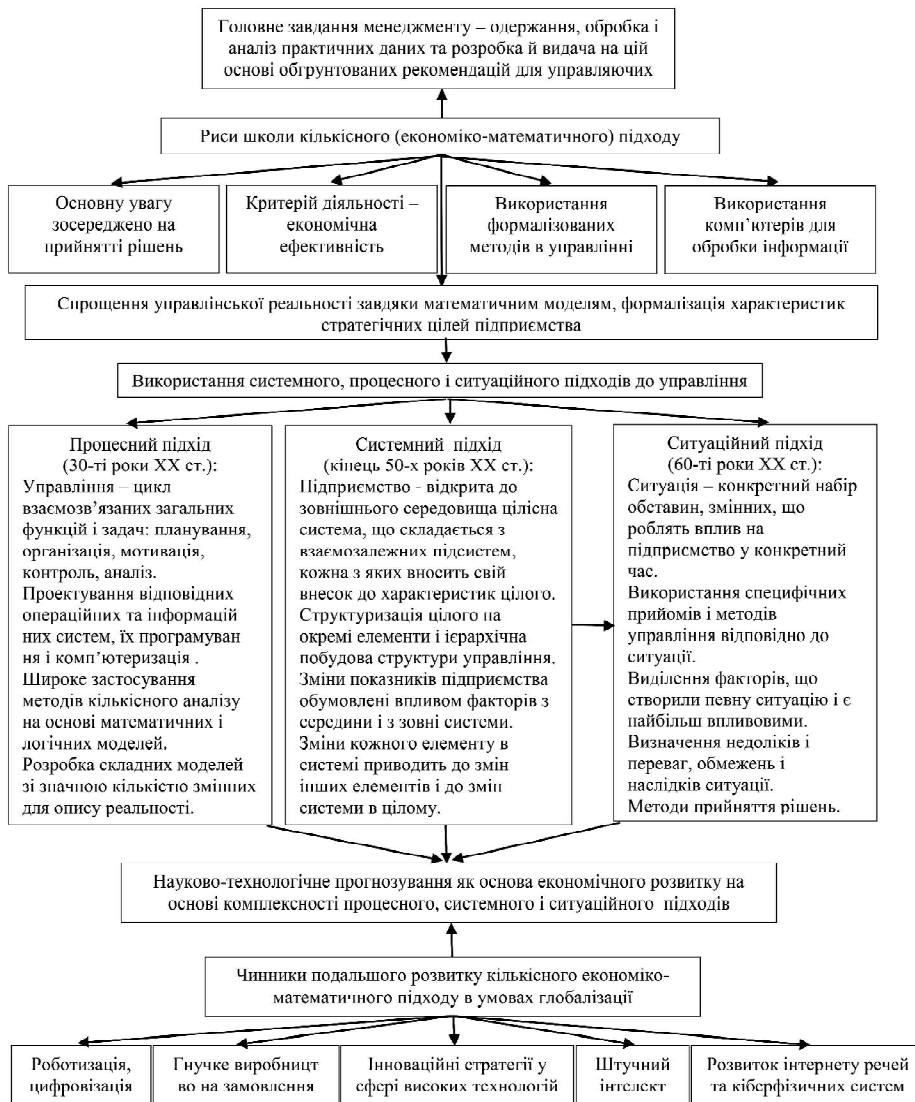 Головне завдання менеджменту – одержання, обробка і
аналіз практичних даних та розробка й видача на цій
основі обгрунтованих рекомендацій для управляючих
Риси школи кількісного (економіко-математичного) підходу
Основну увагу
зосереджено на
прийнятті рішень
Критерій діяльності –
економічна
ефективність
Використання
формалізованих
методів в управлінні
Використання
комп’ютерів для
обробки інформації
Спрощення управлінської реальності завдяки математичним моделям, формалізація характеристик
стратегічних цілей підприємства
Використання системного, процесного і ситуаційного підходів до управління
Процесний підхід
(30-ті роки XX ст.):
Управління – цикл
взаємозв’язаних загальних
функцій і задач: планування,
організація, мотивація,
контроль, аналіз.
Проектування відповідних
операційних та інформацій
них систем, їх програмуван
ня і комп’ютеризація .
Широке застосування
методів кількісного аналізу
на основі математичних і
логічних моделей.
Розробка складних моделей
зі значною кількістю змінних
для опису реальності.
Системний підхід
(кінець 50-х років XX ст.):
Підприємство - відкрита до
зовнішнього середовища цілісна
система, що складається з
взаємозалежних підсистем,
кожна з яких вносить свій
внесок до характеристик цілого.
Структуризація цілого на
окремі елементи і ієрархічна
побудова структури управління.
Зміни показників підприємства
обумовлені впливом факторів з
середини і з зовні системи.
Зміни кожного елементу в
системі приводить до змін
інших елементів і до змін
системи в цілому.
Ситуаційний підхід
(60-ті роки XX ст.):
Ситуація – конкретний набір
обставин, змінних, що
роблять вплив на
підприємство у конкретний
час.
Використання специфічних
прийомів і методів
управління відповідно до
ситуації.
Виділення факторів, що
створили певну ситуацію і є
найбільш впливовими.
Визначення недоліків і
переваг, обмежень і
наслідків ситуації.
Методи прийняття рішень.
Науково-технологічне прогнозування як основа економічного розвитку на
основі комплексності процесного, системного і ситуаційного підходів
Чинники подальшого розвитку кількісного економіко-
математичного підходу в умовах глобалізації
Роботизація,
цифровізація
Гнучке виробницт
во на замовлення
Інноваційні стратегії у
сфері високих технологій
Штучний
інтелект
Розвиток інтернету речей
та кіберфізичних систем